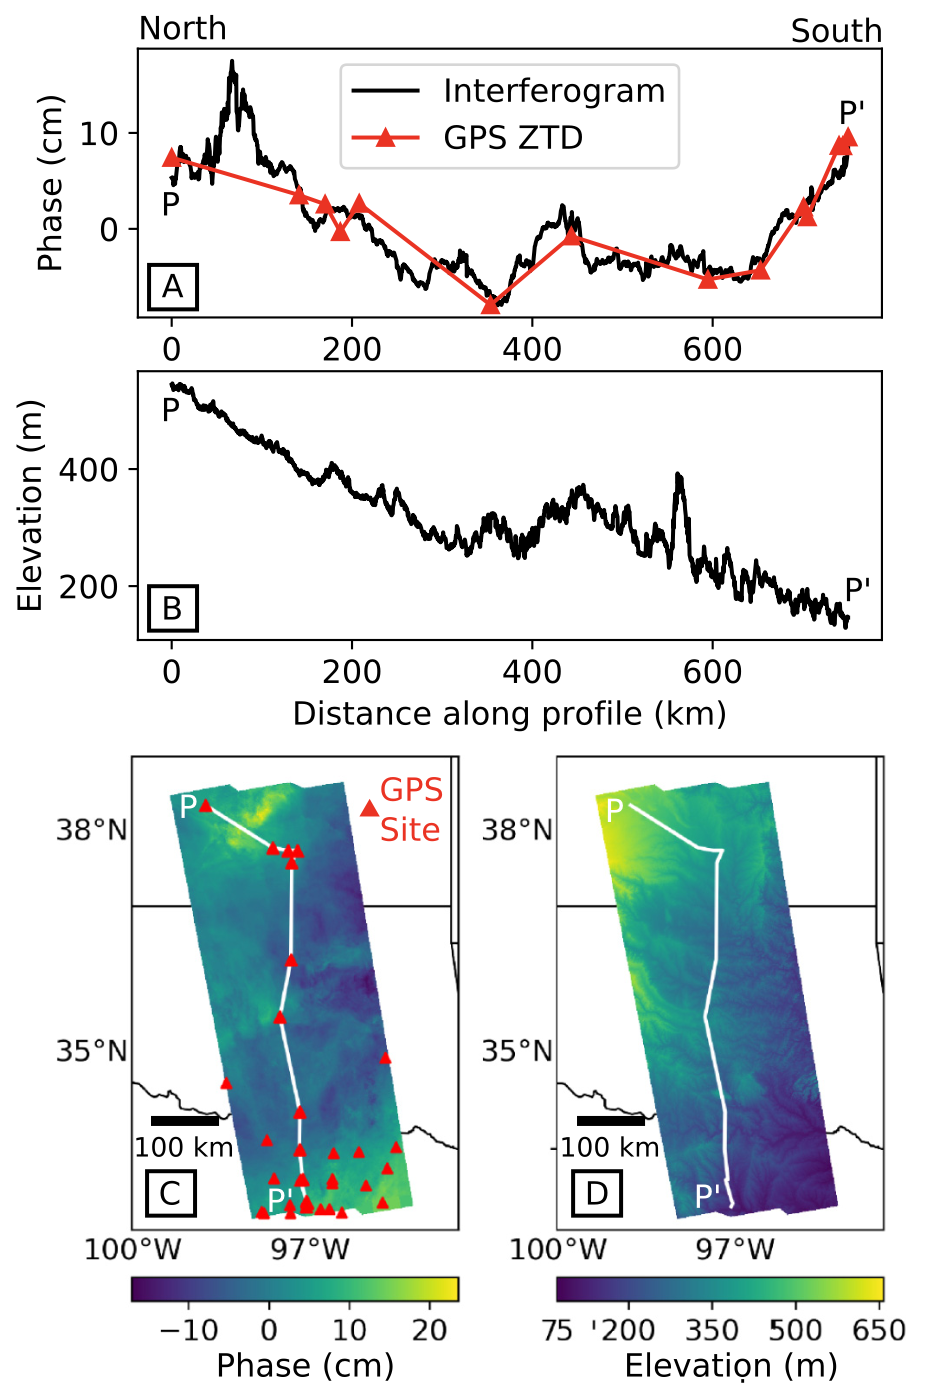 North South
Interferogram
GPS ZTD
P'
P
10
0
Phase (cm)
A
0 200 400 600
P
400
200
Elevation (m)
B
P'
0 200 400 600
Distance along profile (km)
P
GPS
Site
38°N
35°N
100 km
C
P'
100°W 97°W
−10 0 10 20
Phase (cm)
P
38°N
35°N
100 km
D
P'
100°W 97°W
75 200 350 500 650
Elevation (m)